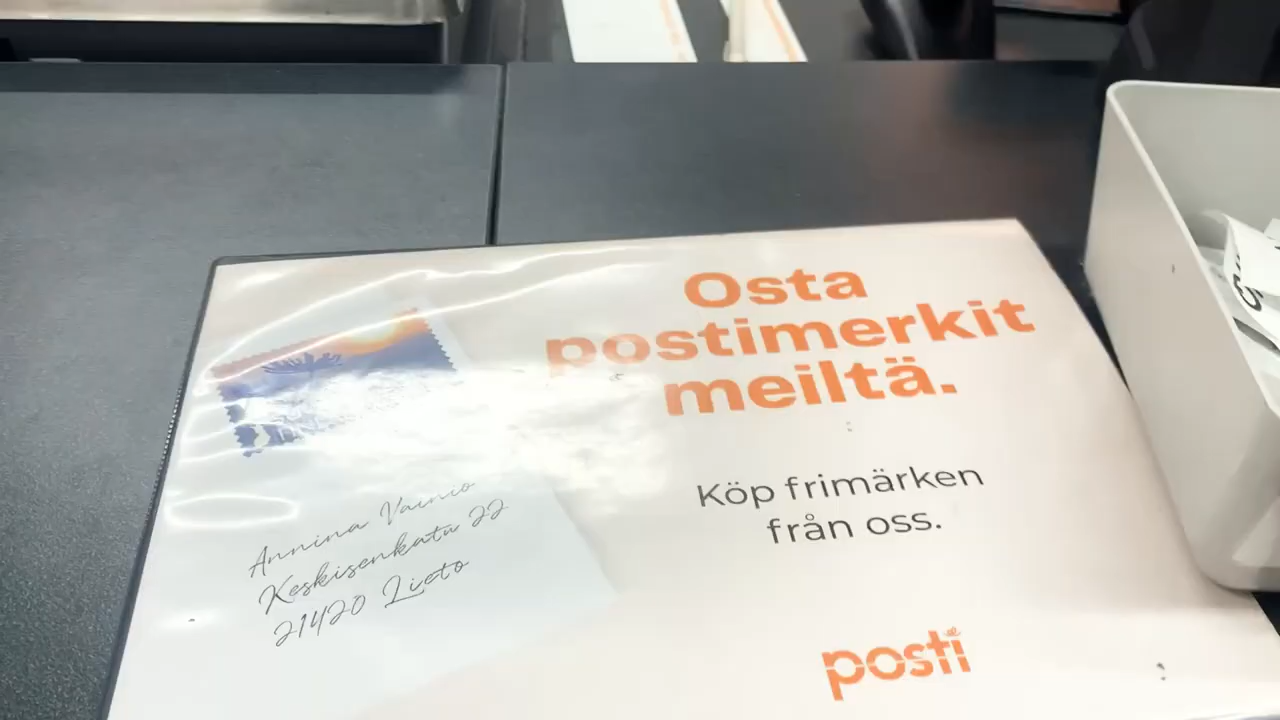 Osta
postimerkit
meiltä.
Köp frimärken
från oss.
Annina Vainio
Keskisenkatu 22
21420 Lieto
posti